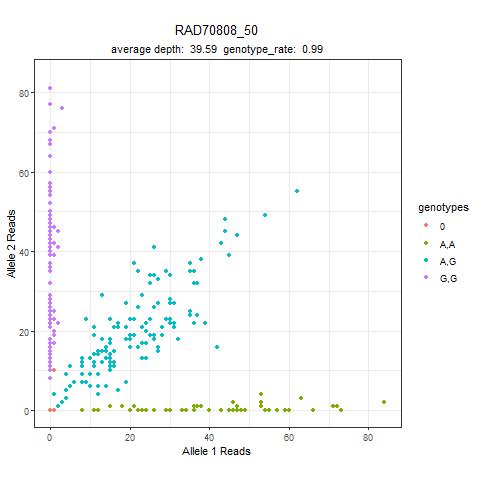 RAD70808_50
average depth: 39.59 genotype_rate: 0.99
80
60
40
20
0
Allele 2 Reads
0 20 40 60 80
Allele 1 Reads
genotypes
0
A,A
A,G
G,G